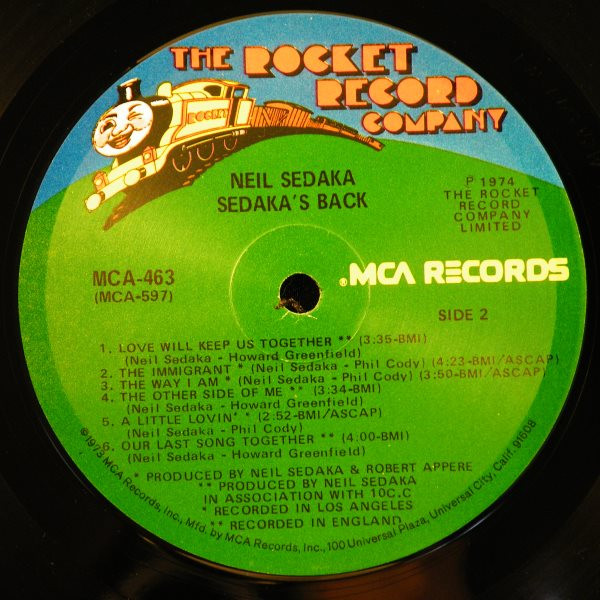 THE ROCKET
RECORD
COMPANY
ROCKET
NEIL SEDAKA
SEDAKA'S BACK
℗ 1974
THE ROCKET
RECORD
COMPANY
LIMITED
MCA-463
(MCA-597)
® MCA RECORDS
SIDE 2
1. LOVE WILL KEEP US TOGETHER ** (3:35-BMI)
(Neil Sedaka - Howard Greenfield)
2. THE IMMIGRANT * (Neil Sedaka - Phil Cody) (4:23-BMI/ASCAP)
3. THE WAY I AM * (Neil Sedaka - Phil Cody) (3:50-BMI/ASCAP)
4. THE OTHER SIDE OF ME ** (3:34-BMI)
(Neil Sedaka - Howard Greenfield)
5. A LITTLE LOVIN' * (2:52-BMI/ASCAP)
(Neil Sedaka - Phil Cody)
6. OUR LAST SONG TOGETHER ** (4:00-BMI)
(Neil Sedaka - Howard Greenfield)
* PRODUCED BY NEIL SEDAKA & ROBERT APPERE
** PRODUCED BY NEIL SEDAKA
IN ASSOCIATION WITH 10C.C
* RECORDED IN LOS ANGELES
** RECORDED IN ENGLAND
©1973 MCA Records, Inc., Mfd. by MCA Records, Inc., 100 Universal Plaza, Universal City, Calif. 91608